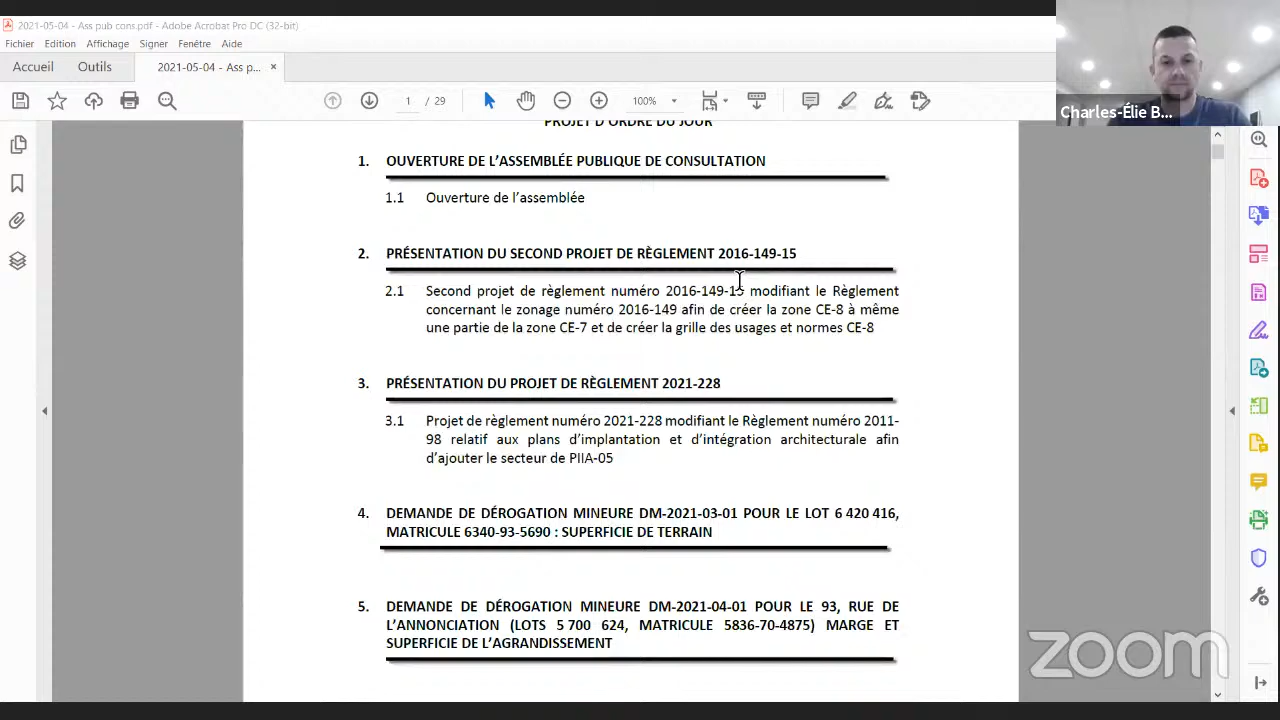 2021-05-04 - Ass pub cons.pdf - Adobe Acrobat Pro DC (32-bit)
Fichier Edition Affichage Signer Fenêtre Aide
Accueil Outils 2021-05-04 - Ass p... ×
1 / 29 100%
Charles-Élie B...
PROJET D'ORDRE DU JOUR
1. OUVERTURE DE L'ASSEMBLÉE PUBLIQUE DE CONSULTATION
1.1 Ouverture de l'assemblée
2. PRÉSENTATION DU SECOND PROJET DE RÈGLEMENT 2016-149-15
2.1 Second projet de règlement numéro 2016-149-15 modifiant le Règlement
concernant le zonage numéro 2016-149 afin de créer la zone CE-8 à même
une partie de la zone CE-7 et de créer la grille des usages et normes CE-8
3. PRÉSENTATION DU PROJET DE RÈGLEMENT 2021-228
3.1 Projet de règlement numéro 2021-228 modifiant le Règlement numéro 2011-
98 relatif aux plans d'implantation et d'intégration architecturale afin
d'ajouter le secteur de PIIA-05
4. DEMANDE DE DÉROGATION MINEURE DM-2021-03-01 POUR LE LOT 6 420 416,
MATRICULE 6340-93-5690 : SUPERFICIE DE TERRAIN
5. DEMANDE DE DÉROGATION MINEURE DM-2021-04-01 POUR LE 93, RUE DE
L'ANNONCIATION (LOTS 5 700 624, MATRICULE 5836-70-4875) MARGE ET
SUPERFICIE DE L'AGRANDISSEMENT
zoom